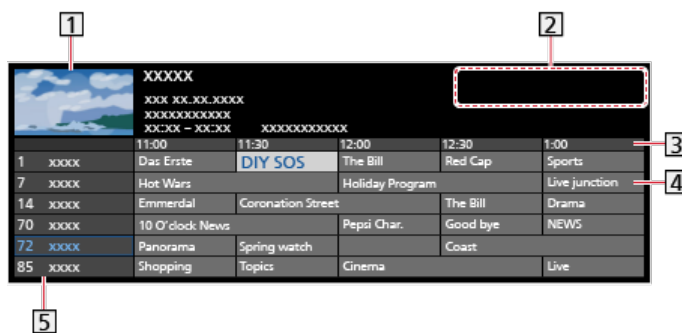 1 2
XXXXX
xxx xx.xx.xxxx
xxxxxxxxxxx
xx:xx – xx:xx xxxxxxxxxxx
11:00 11:30 12:00 12:30 1:00 3
1 xxxx Das Erste DIY SOS The Bill Red Cap Sports
7 xxxx Hot Wars Holiday Program Live junction 4
14 xxxx Emmerdal Coronation Street The Bill Drama
70 xxxx 10 O'clock News Pepsi Char. Good bye NEWS
72 xxxx Panorama Spring watch Coast
85 xxxx Shopping Topics Cinema Live
5